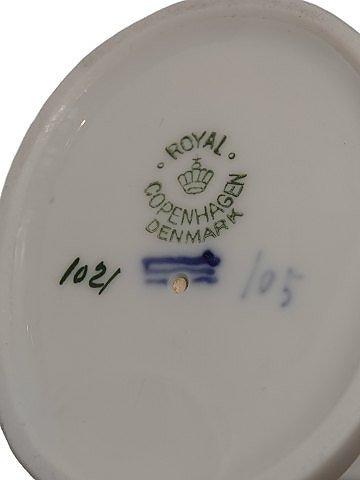 ROYAL
COPENHAGEN
DENMARK
1021 105